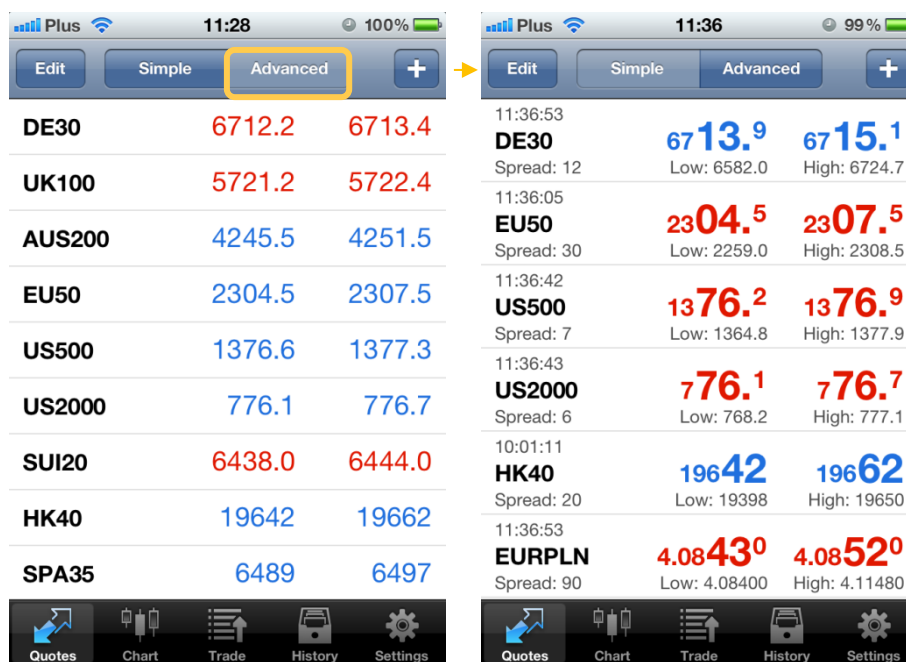 Plus 11:28 100%
Edit Simple Advanced +
DE30 6712.2 6713.4
UK100 5721.2 5722.4
AUS200 4245.5 4251.5
EU50 2304.5 2307.5
US500 1376.6 1377.3
US2000 776.1 776.7
SUI20 6438.0 6444.0
HK40 19642 19662
SPA35 6489 6497
Quotes Chart Trade History Settings
Plus 11:36 99%
Edit Simple Advanced +
11:36:53
DE30 6713.9 6715.1
Spread: 12 Low: 6582.0 High: 6724.7
11:36:05
EU50 2304.5 2307.5
Spread: 30 Low: 2259.0 High: 2308.5
11:36:42
US500 1376.2 1376.9
Spread: 7 Low: 1364.8 High: 1377.9
11:36:43
US2000 776.1 776.7
Spread: 6 Low: 768.2 High: 777.1
10:01:11
HK40 19642 19662
Spread: 20 Low: 19398 High: 19650
11:36:53
EURPLN 4.08430 4.08520
Spread: 90 Low: 4.08400 High: 4.11480
Quotes Chart Trade History Settings